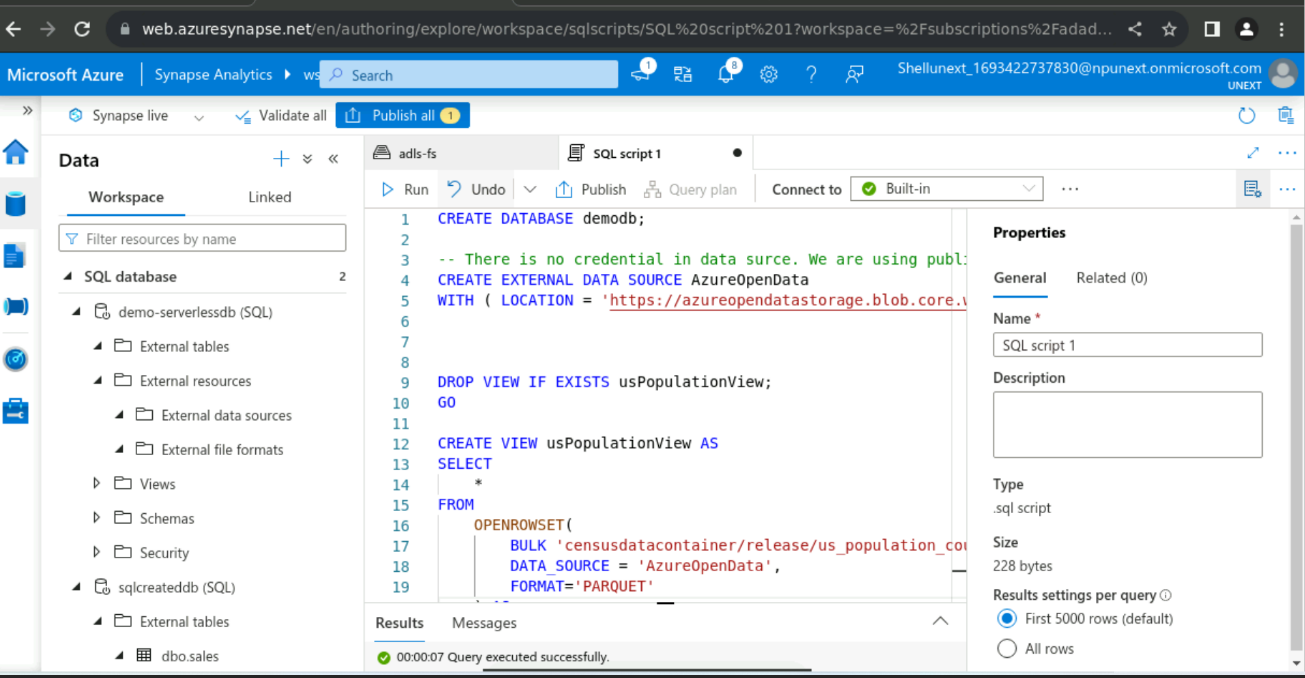 web.azuresynapse.net/en/authoring/explore/workspace/sqlscripts/SQL%20script%201?workspace=%2Fsubscriptions%2Fadad...
Microsoft Azure
Synapse Analytics
ws
Search
1
8
?
Shellunext_1693422737830@npunext.onmicrosoft.com
UNEXT
Synapse live
Validate all
Publish all 1
Data
Workspace
Linked
Filter resources by name
SQL database 2
demo-serverlessdb (SQL)
External tables
External resources
External data sources
External file formats
Views
Schemas
Security
sqlcreateddb (SQL)
External tables
dbo.sales
adls-fs
SQL script 1
Run
Undo
Publish
Query plan
Connect to
Built-in
1 CREATE DATABASE demodb;
2
3 -- There is no credential in data surce. We are using publi
4 CREATE EXTERNAL DATA SOURCE AzureOpenData
5 WITH ( LOCATION = 'https://azureopendatastorage.blob.core.w
6
7
8
9 DROP VIEW IF EXISTS usPopulationView;
10 GO
11
12 CREATE VIEW usPopulationView AS
13 SELECT
14 *
15 FROM
16 OPENROWSET(
17 BULK 'censusdatacontainer/release/us_population_cou
18 DATA_SOURCE = 'AzureOpenData',
19 FORMAT='PARQUET'
Results
Messages
00:00:07 Query executed successfully.
Properties
General
Related (0)
Name *
SQL script 1
Description
Type
.sql script
Size
228 bytes
Results settings per query
First 5000 rows (default)
All rows